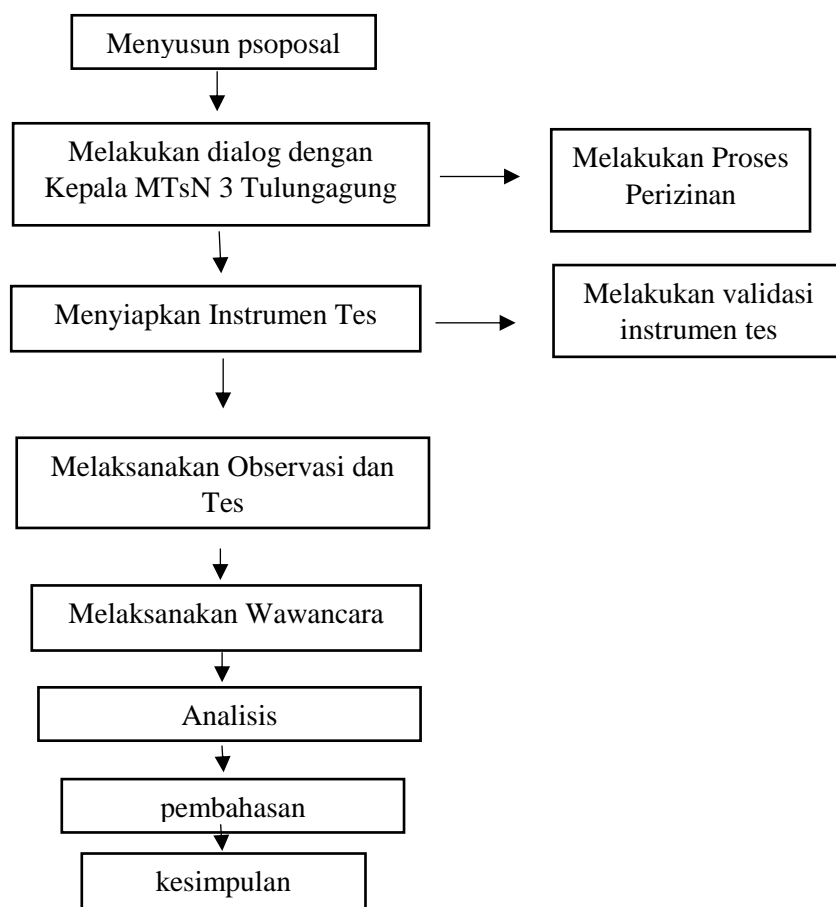 Menyusun psoposal
Melakukan dialog dengan
Kepala MTsN 3 Tulungagung
Melakukan Proses
Perizinan
Menyiapkan Instrumen Tes
Melakukan validasi
instrumen tes
Melaksanakan Observasi dan
Tes
Melaksanakan Wawancara
Analisis
pembahasan
kesimpulan